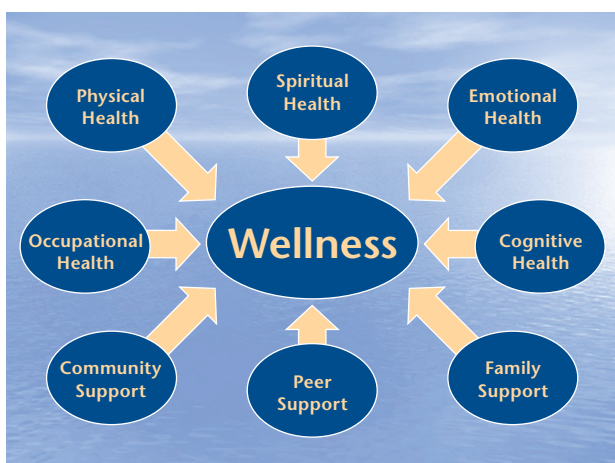 Physical
Health
Spiritual
Health
Emotional
Health
Occupational
Health
Wellness
Cognitive
Health
Community
Support
Peer
Support
Family
Support